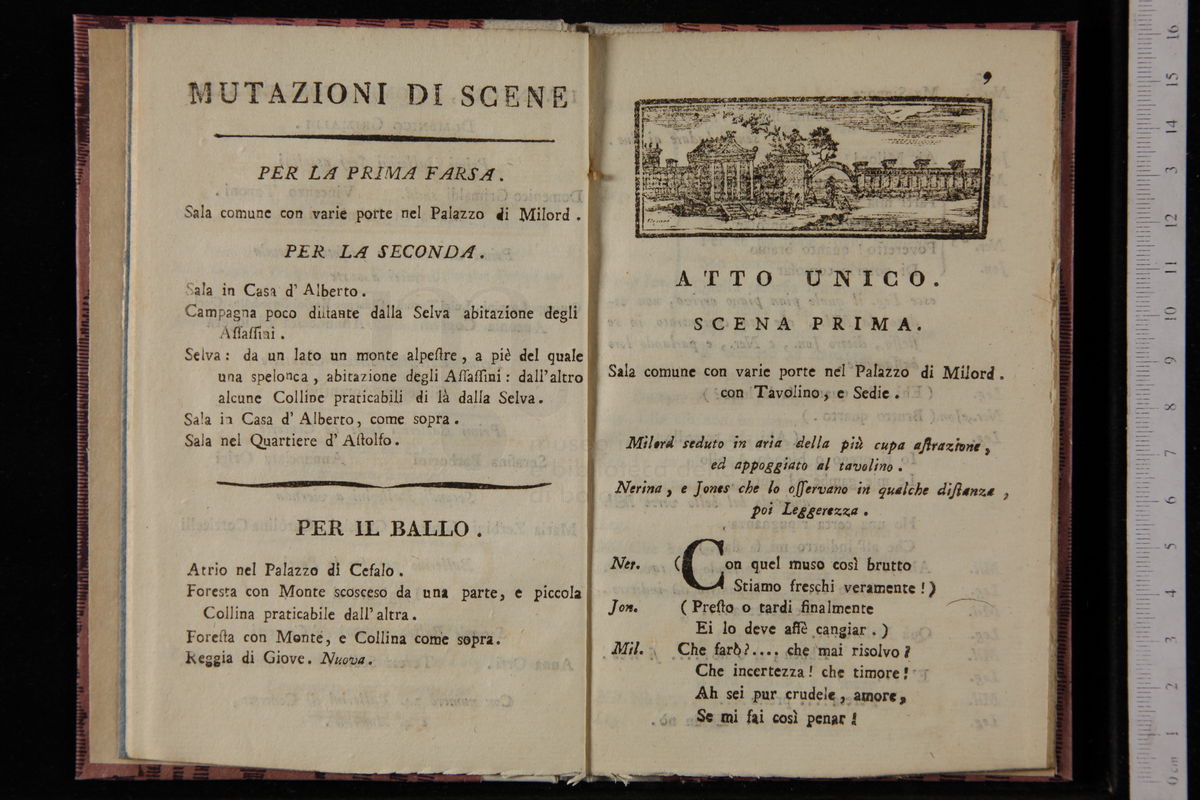 MUTAZIONI DI SCENE
PER LA PRIMA FARSA.
Sala comune con varie porte nel Palazzo di Milord.
PER LA SECONDA.
Sala in Casa d' Alberto.
Campagna poco distante dalla Selva abitazione degli
Aſſaſſini.
Selva: da un lato un monte alpeſtre, a piè del quale
una spelonca, abitazione degli Aſſaſſini: dall'altro
alcune Colline praticabili di là dalla Selva.
Sala in Casa d' Alberto, come sopra.
Sala nel Quartiere d' Aſtolfo.
PER IL BALLO.
Atrio nel Palazzo di Cefalo.
Foresta con Monte scosceso da una parte, e piccola
Collina praticabile dall' altra.
Foreſta con Monte, e Collina come sopra.
Reggia di Giove. Nuova.
9
ATTO UNICO.
SCENA PRIMA.
Sala comune con varie porte nel Palazzo di Milord.
con Tavolino, e Sedie.
Milord seduto in aria della più cupa aſtrazione,
ed appoggiato al tavolino.
Nerina, e Jones che lo oſſervano in qualche diſtanza,
poi Leggerezza.
Ner. (Con quel muso così brutto
Stiamo freschi veramente!)
Jon. (Preſto o tardi finalmente
Ei lo deve affè cangiar.)
Mil. Che farò?.... che mai risolvo?
Che incertezza! che timore!
Ah sei pur crudele, amore,
Se mi fai così penar!